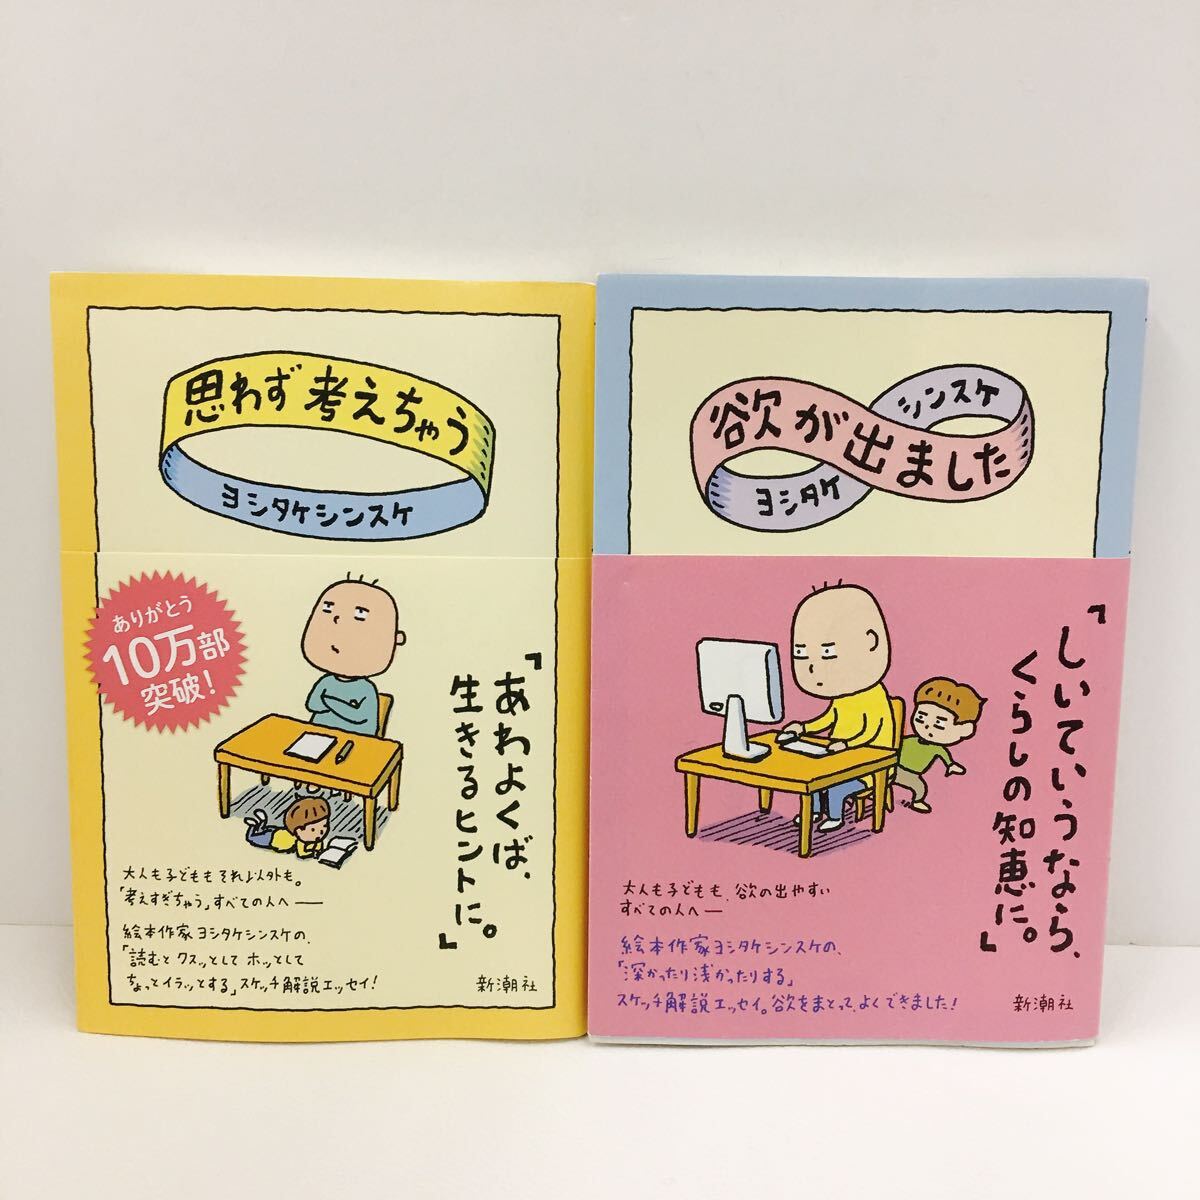 思わず考えちゃう
ヨシタケシンスケ
ありがとう
10万部
突破!
「あわよくば、
生きるヒントに。」
大人も子どももそれ以外も。
「考えすぎちゃう」すべての人へ――
絵本作家ヨシタケシンスケの、
「読むとクスッとしてホッとして
ちょっとイラッとする」スケッチ解説エッセイ!
新潮社
欲が出ました
ヨシタケ
シンスケ
「しいていうなら、
くらしの知恵に。」
大人も子どもも、欲の出やすい
すべての人へ―
絵本作家ヨシタケシンスケの、
「深かったり浅かったりする」
スケッチ解説エッセイ。欲をまとって、よくできました!
新潮社